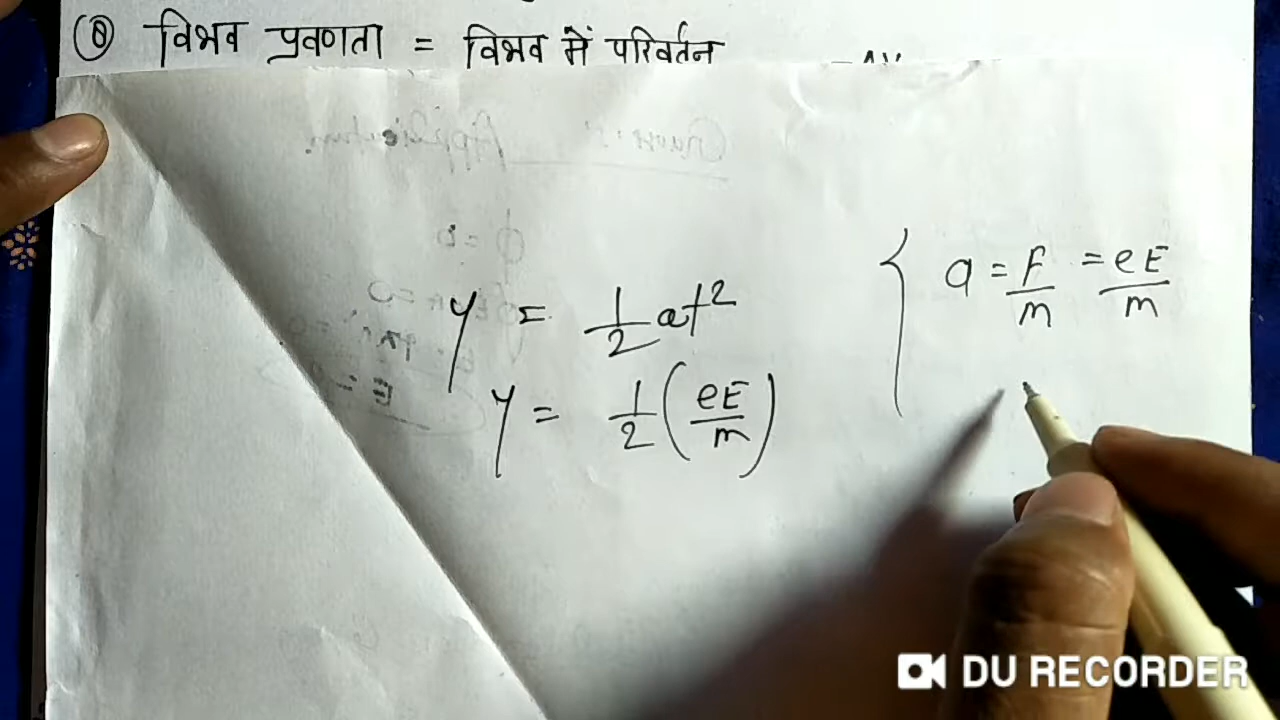 ⑧ विभव प्रवणता = विभव में परिवर्तन
y = 1/2 at²
{ a = F/m = eE/m
y = 1/2 (eE/m)
DU RECORDER